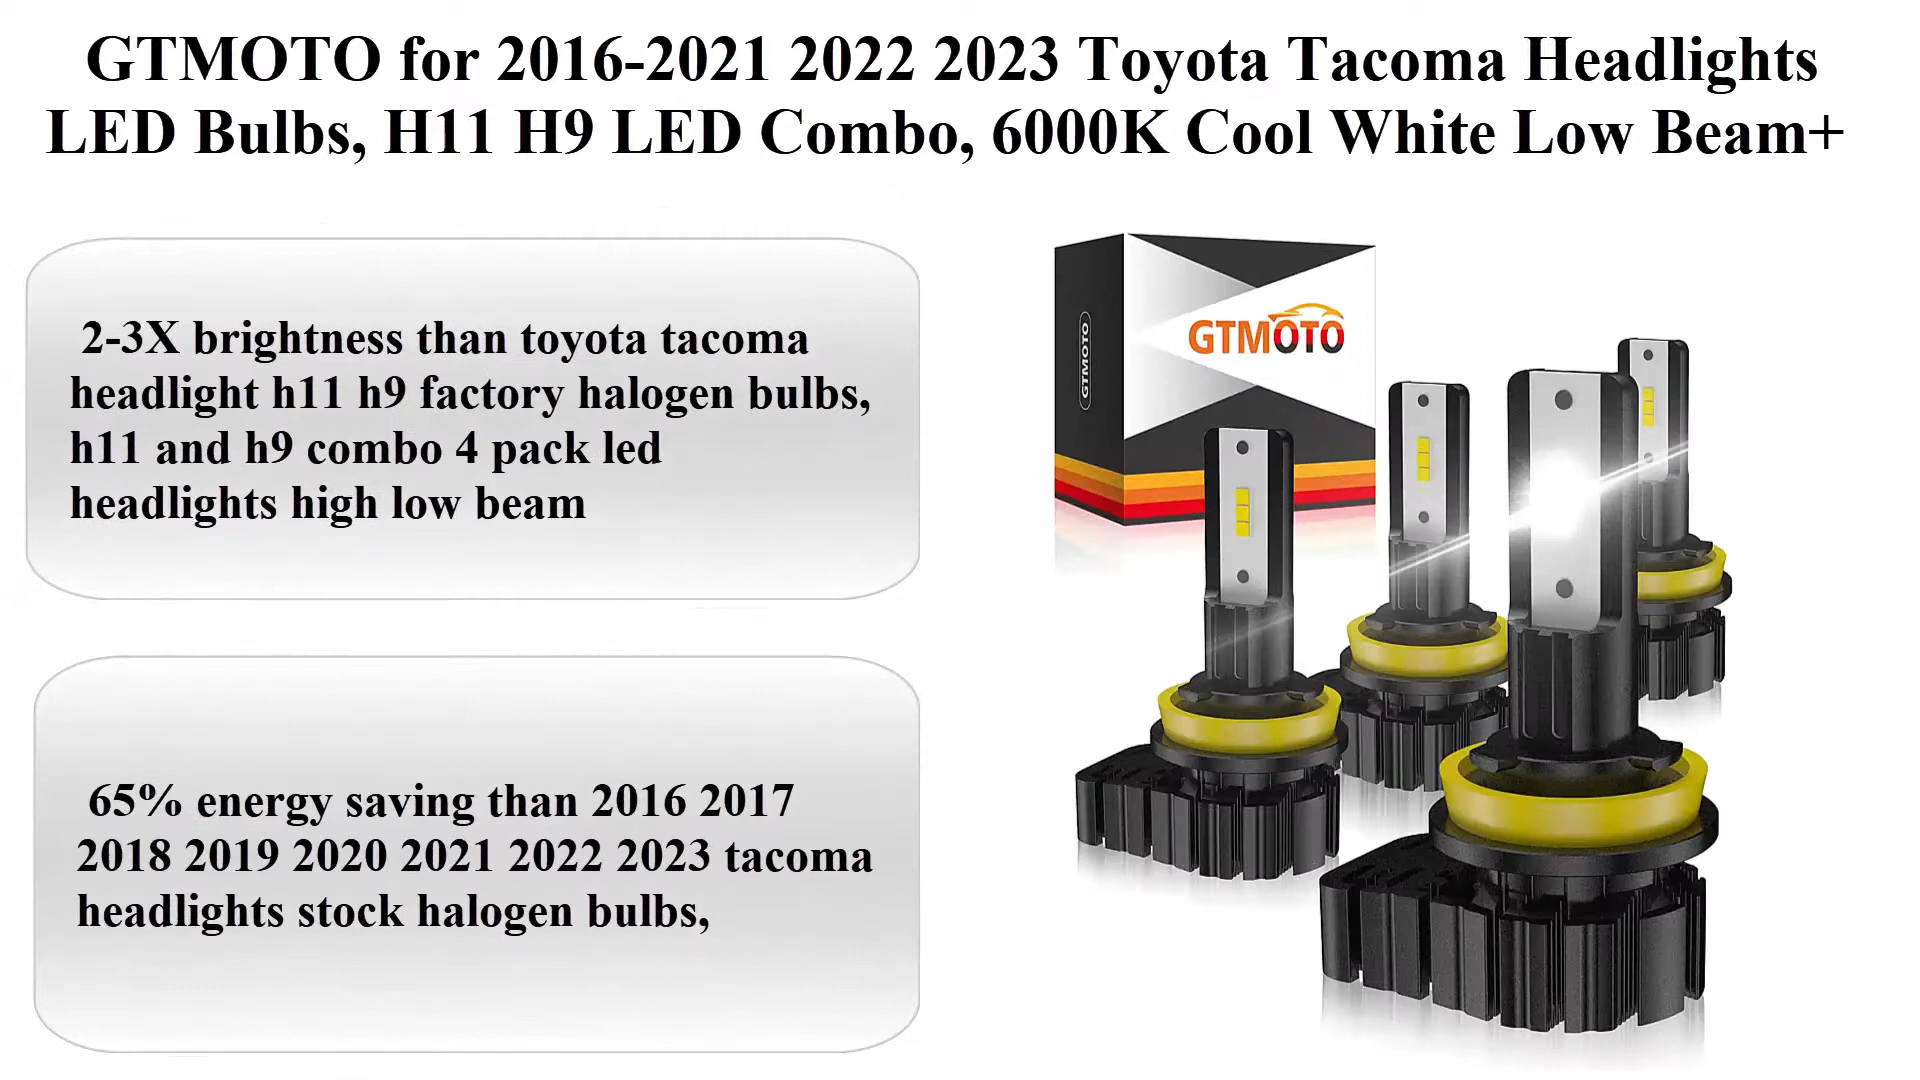 GTMOTO for 2016-2021 2022 2023 Toyota Tacoma Headlights
LED Bulbs, H11 H9 LED Combo, 6000K Cool White Low Beam+
2-3X brightness than toyota tacoma
headlight h11 h9 factory halogen bulbs,
h11 and h9 combo 4 pack led
headlights high low beam
65% energy saving than 2016 2017
2018 2019 2020 2021 2022 2023 tacoma
headlights stock halogen bulbs,
GTMOTO
GTMOTO